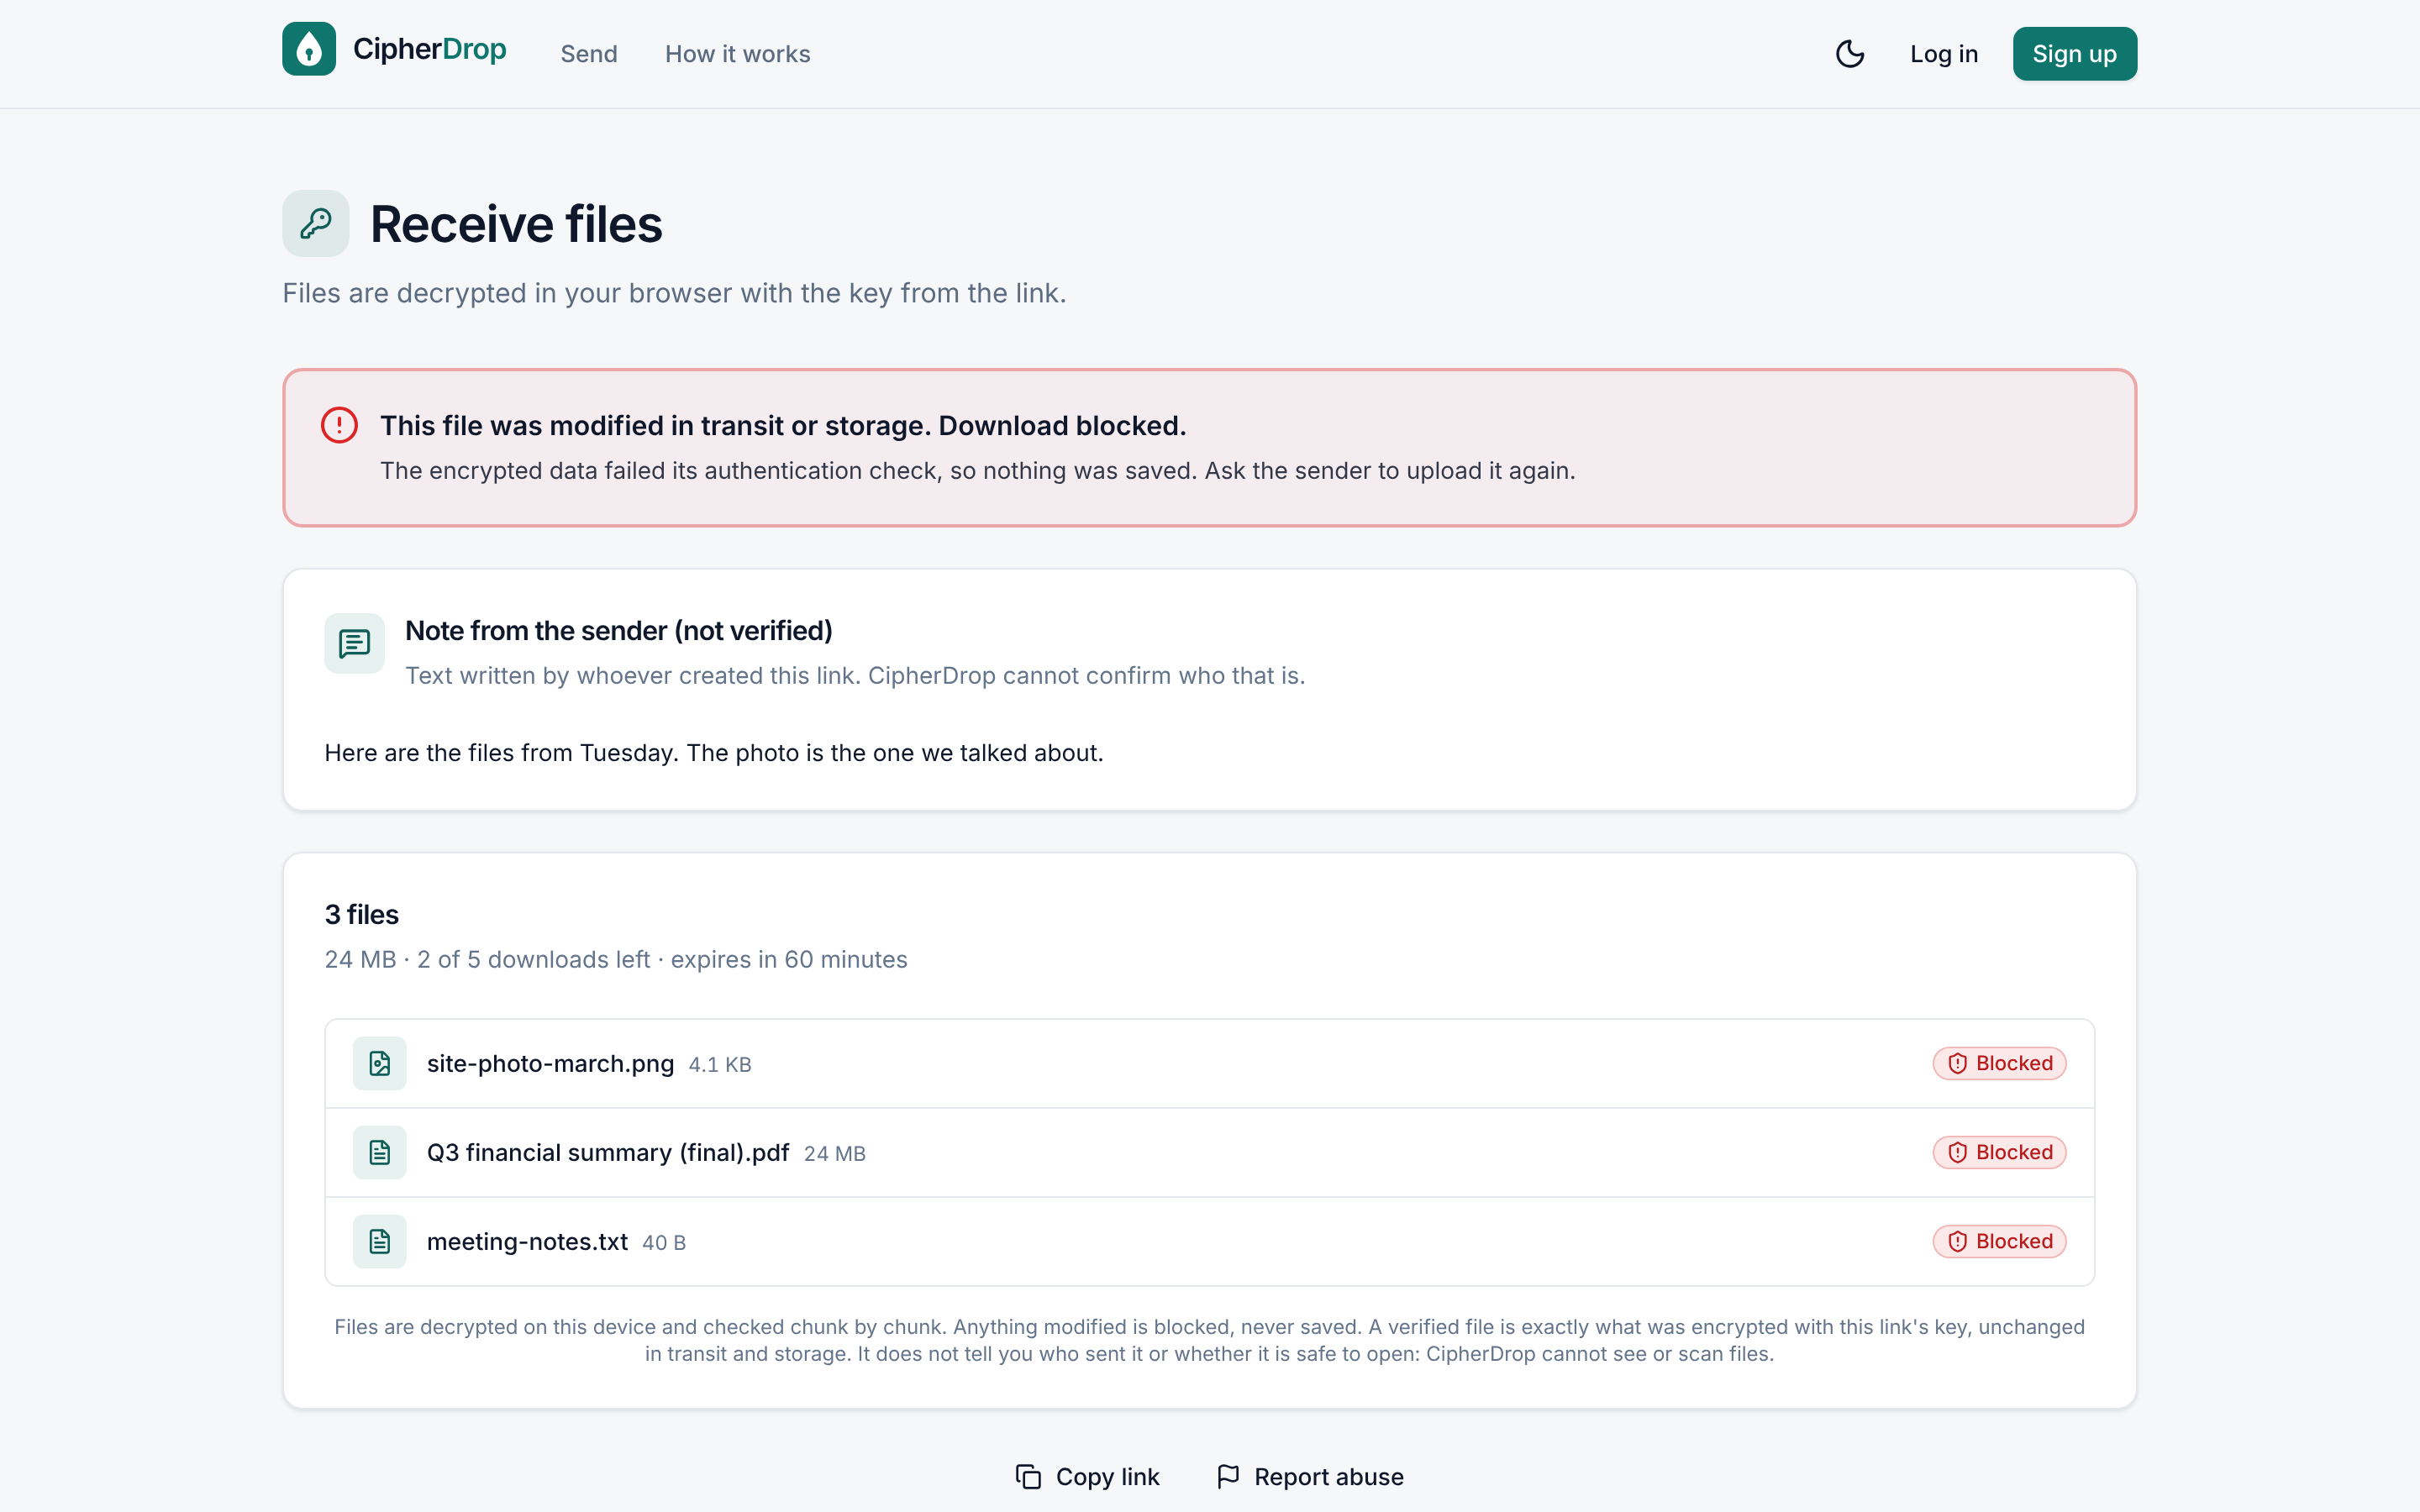 CipherDrop Send How it works Log in Sign up
Receive files
Files are decrypted in your browser with the key from the link.
This file was modified in transit or storage. Download blocked.
The encrypted data failed its authentication check, so nothing was saved. Ask the sender to upload it again.
Note from the sender (not verified)
Text written by whoever created this link. CipherDrop cannot confirm who that is.
Here are the files from Tuesday. The photo is the one we talked about.
3 files
24 MB · 2 of 5 downloads left · expires in 60 minutes
site-photo-march.png 4.1 KB Blocked
Q3 financial summary (final).pdf 24 MB Blocked
meeting-notes.txt 40 B Blocked
Files are decrypted on this device and checked chunk by chunk. Anything modified is blocked, never saved. A verified file is exactly what was encrypted with this link's key, unchanged
in transit and storage. It does not tell you who sent it or whether it is safe to open: CipherDrop cannot see or scan files.
Copy link Report abuse